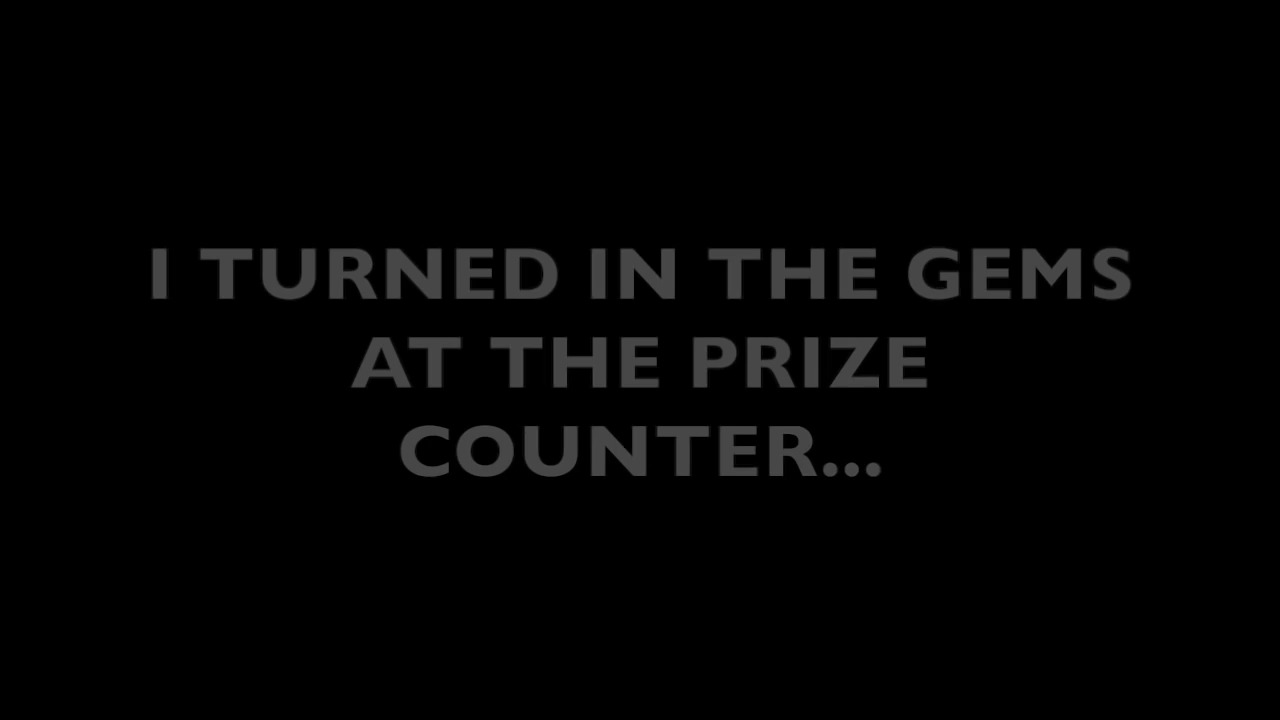 I TURNED IN THE GEMS
AT THE PRIZE
COUNTER...